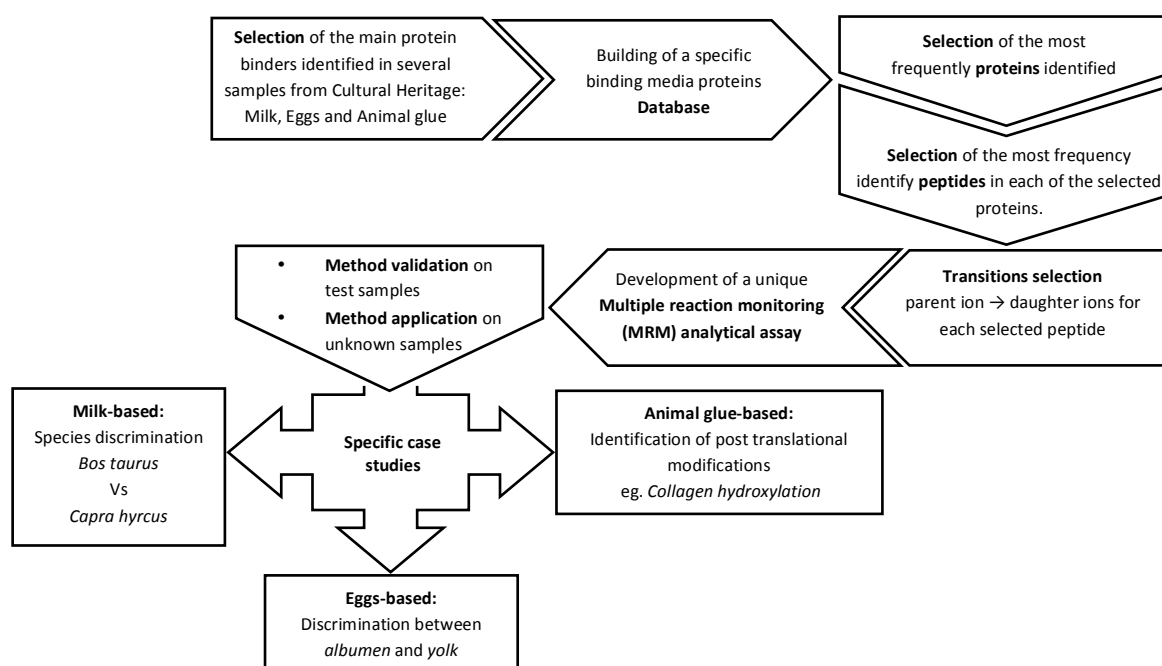 Selection of the main protein
binders identified in several
samples from Cultural Heritage:
Milk, Eggs and Animal glue
Building of a specific
binding media proteins
Database
Selection of the most
frequently proteins identified
Selection of the most frequency
identify peptides in each of the selected
proteins.
Transitions selection
parent ion → daughter ions for
each selected peptide
Development of a unique
Multiple reaction monitoring
(MRM) analytical assay
• Method validation on
test samples
• Method application on
unknown samples
Specific case
studies
Milk-based:
Species discrimination
Bos taurus
Vs
Capra hyrcus
Animal glue-based:
Identification of post translational
modifications
eg. Collagen hydroxylation
Eggs-based:
Discrimination between
albumen and yolk